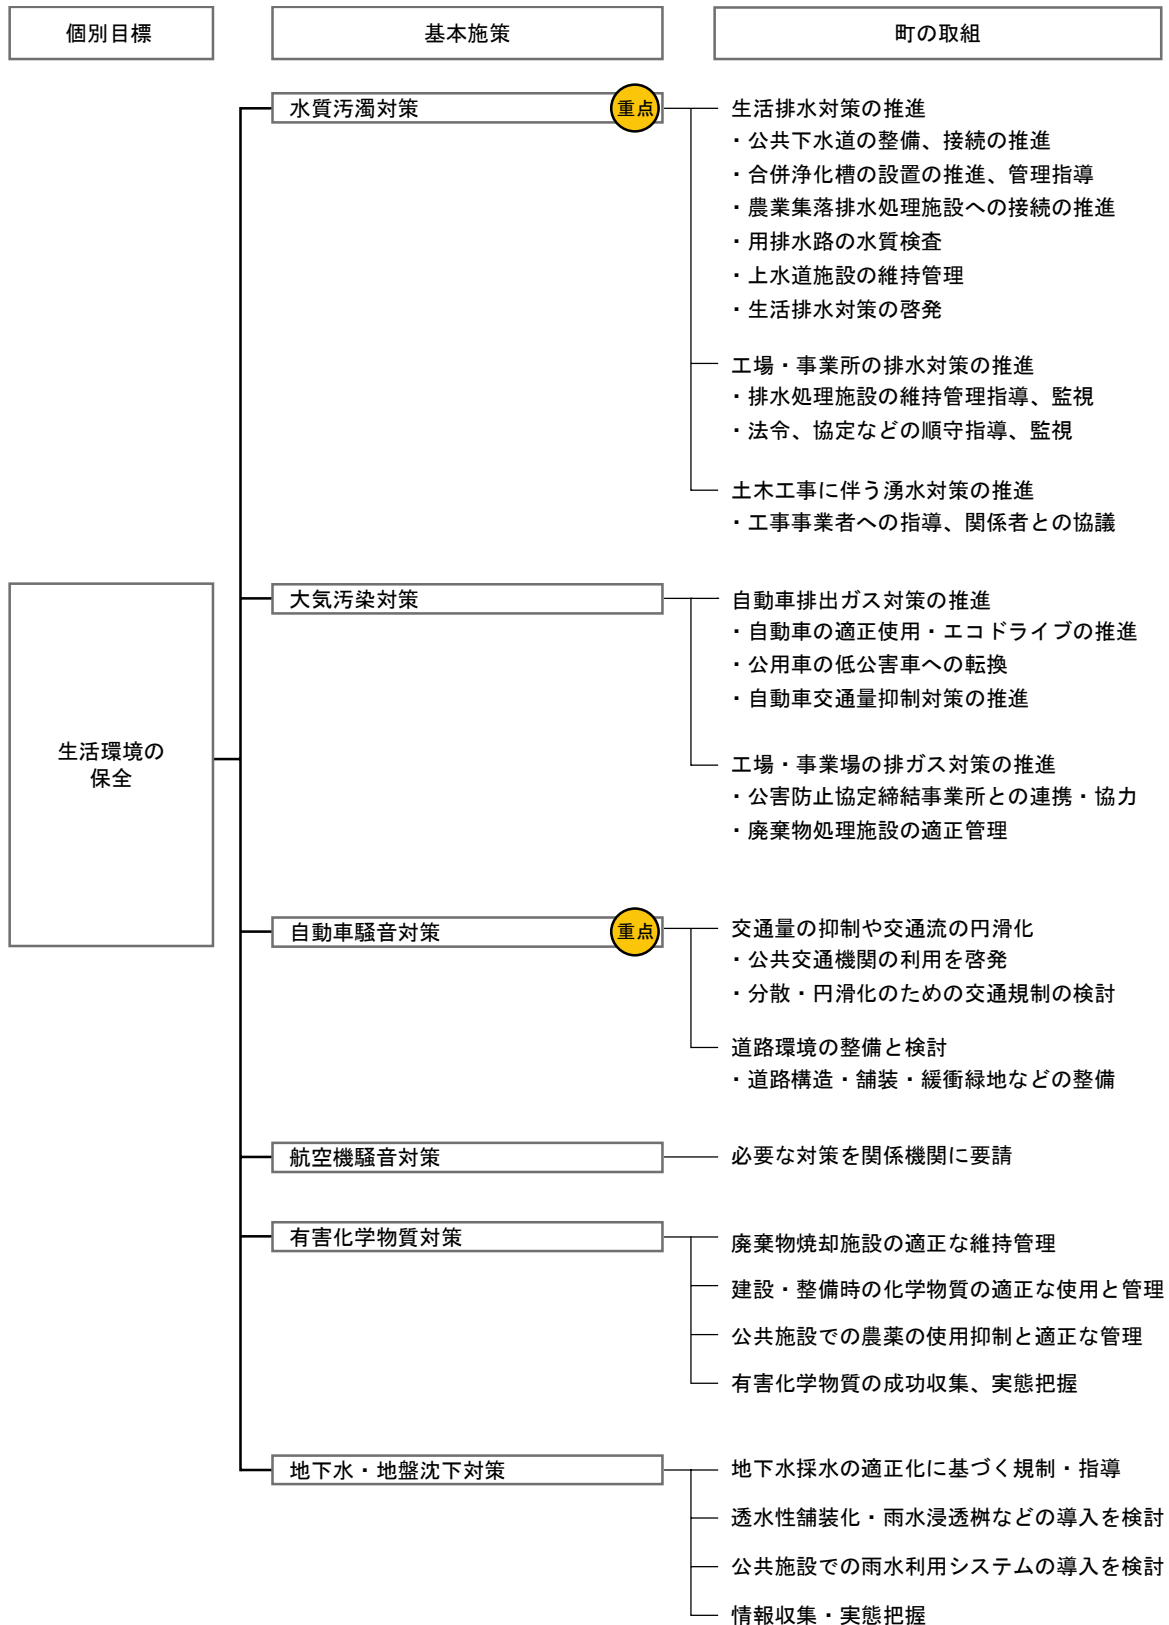 個別目標
基本施策
町の取組
生活環境の
保全
水質汚濁対策
重点
生活排水対策の推進
・公共下水道の整備、接続の推進
・合併浄化槽の設置の推進、管理指導
・農業集落排水処理施設への接続の推進
・用排水路の水質検査
・上水道施設の維持管理
・生活排水対策の啓発
工場・事業所の排水対策の推進
・排水処理施設の維持管理指導、監視
・法令、協定などの順守指導、監視
土木工事に伴う湧水対策の推進
・工事事業者への指導、関係者との協議
大気汚染対策
自動車排出ガス対策の推進
・自動車の適正使用・エコドライブの推進
・公用車の低公害車への転換
・自動車交通量抑制対策の推進
工場・事業場の排ガス対策の推進
・公害防止協定締結事業所との連携・協力
・廃棄物処理施設の適正管理
自動車騒音対策
重点
交通量の抑制や交通流の円滑化
・公共交通機関の利用を啓発
・分散・円滑化のための交通規制の検討
道路環境の整備と検討
・道路構造・舗装・緩衝緑地などの整備
航空機騒音対策
必要な対策を関係機関に要請
有害化学物質対策
廃棄物焼却施設の適正な維持管理
建設・整備時の化学物質の適正な使用と管理
公共施設での農薬の使用抑制と適正な管理
有害化学物質の成功収集、実態把握
地下水・地盤沈下対策
地下水採水の適正化に基づく規制・指導
透水性舗装化・雨水浸透桝などの導入を検討
公共施設での雨水利用システムの導入を検討
情報収集・実態把握